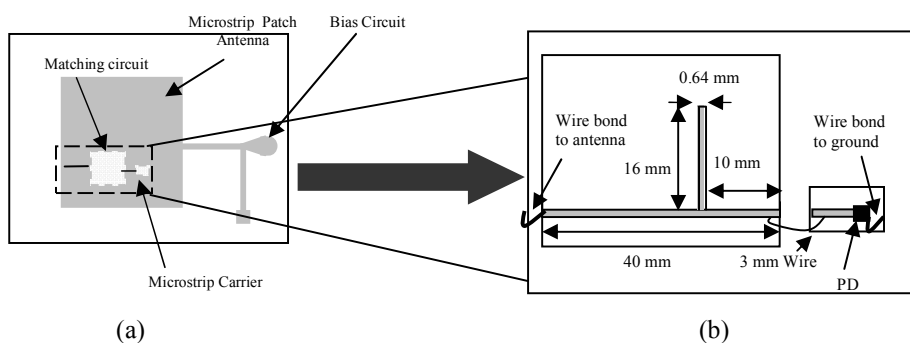 Microstrip Patch
Antenna
Bias Circuit
Matching circuit
Microstrip Carrier
(a)
0.64 mm
Wire bond
to antenna
Wire bond
to ground
16 mm
10 mm
40 mm
3 mm Wire
PD
(b)